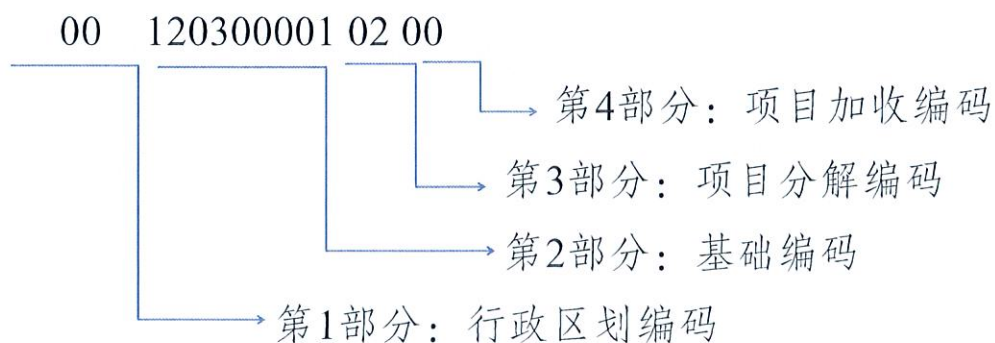 00 120300001 02 00
第4部分：项目加收编码
第3部分：项目分解编码
第2部分：基础编码
第1部分：行政区划编码